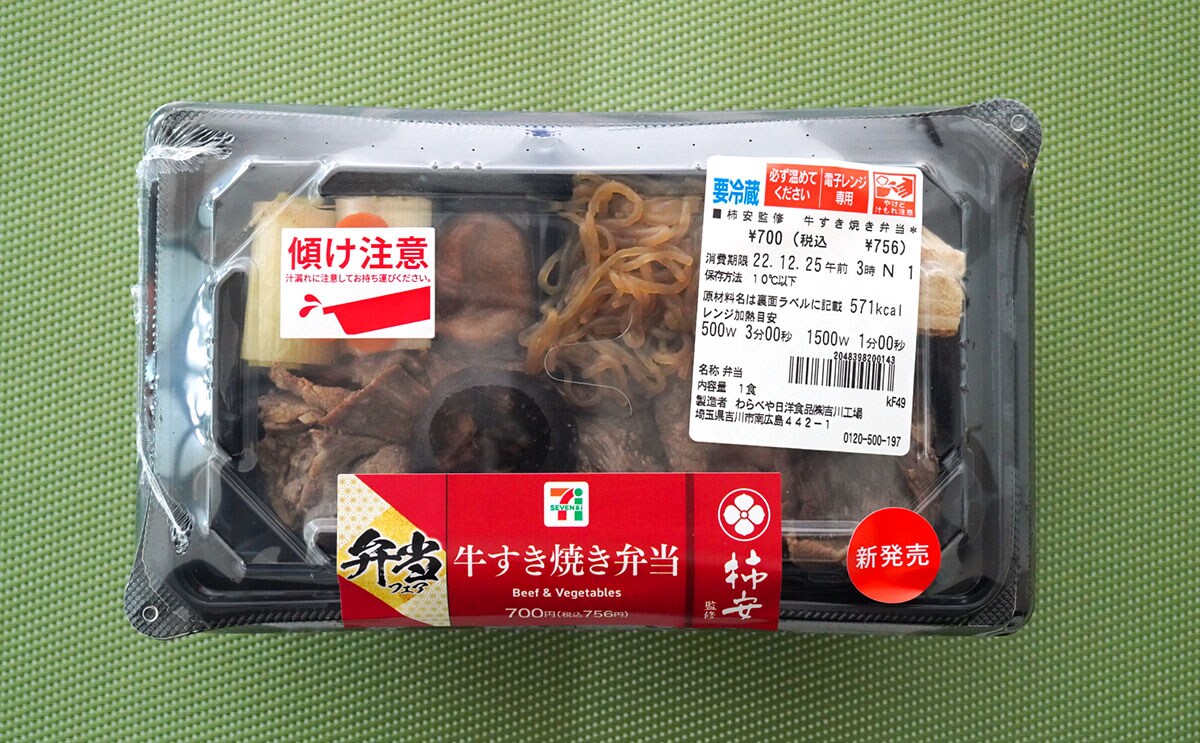 傾け注意
汁漏れに注意してお持ち運びください。
要冷蔵
必ず温めて
ください
電子レンジ
専用
やけど
汁もれ注意
■柿安監修 牛すき焼き弁当*
¥700 (税込 ¥756)
消費期限 22.12.25午前 3時 N 1
保存方法 10℃以下
原材料名は裏面ラベルに記載 571kcal
レンジ加熱目安
500W 3分00秒 1500W 1分00秒
2048398200143
名称 弁当
内容量 1食
KF49
製造者 わらべや日洋食品㈱吉川工場
埼玉県吉川市南広島442-1
0120-500-197
弁当
フェア
7i
SEVEN&i
牛すき焼き弁当
Beef & Vegetables
700円(税込756円)
柿安
監修
新発売